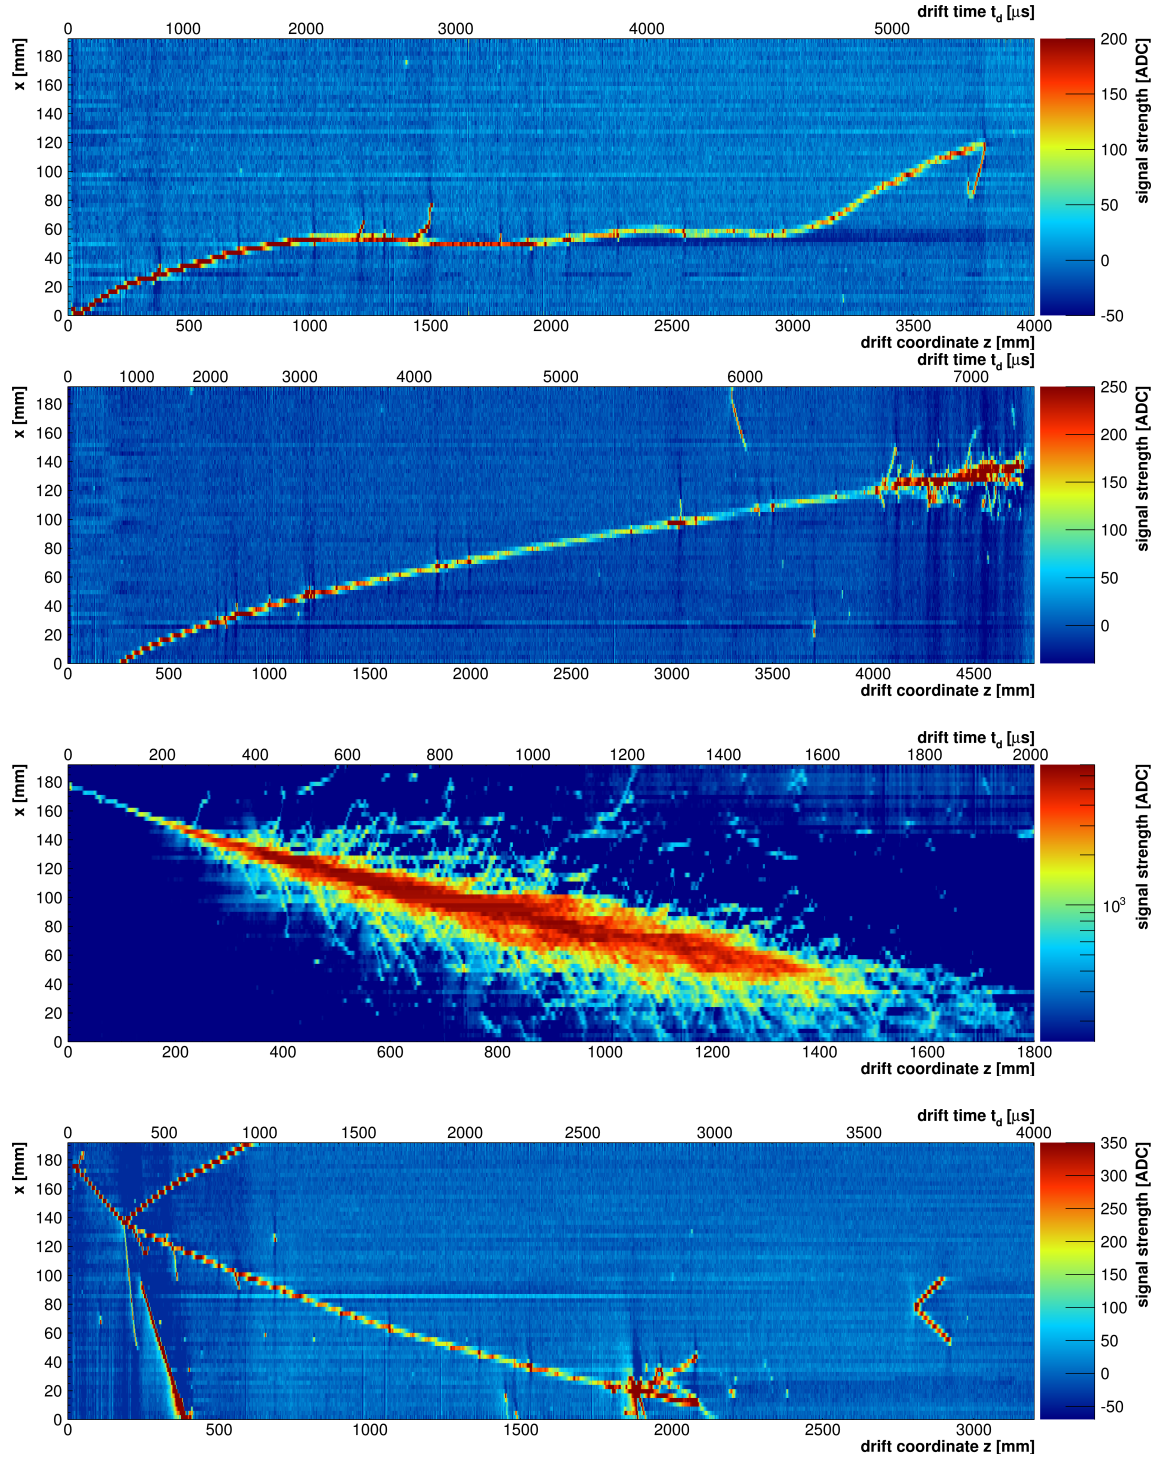 drift time t_d [μs]
0 1000 2000 3000 4000 5000
x [mm]
180
160
140
120
100
80
60
40
20
0
0 500 1000 1500 2000 2500 3000 3500 4000
drift coordinate z [mm]
200
150
100
50
0
-50
signal strength [ADC]
drift time t_d [μs]
0 1000 2000 3000 4000 5000 6000 7000
x [mm]
180
160
140
120
100
80
60
40
20
0
500 1000 1500 2000 2500 3000 3500 4000 4500
drift coordinate z [mm]
250
200
150
100
50
0
signal strength [ADC]
drift time t_d [μs]
0 200 400 600 800 1000 1200 1400 1600 1800 2000
x [mm]
180
160
140
120
100
80
60
40
20
0
0 200 400 600 800 1000 1200 1400 1600 1800
drift coordinate z [mm]
10³
signal strength [ADC]
drift time t_d [μs]
0 500 1000 1500 2000 2500 3000 3500 4000
x [mm]
180
160
140
120
100
80
60
40
20
0
500 1000 1500 2000 2500 3000
drift coordinate z [mm]
350
300
250
200
150
100
50
0
-50
signal strength [ADC]